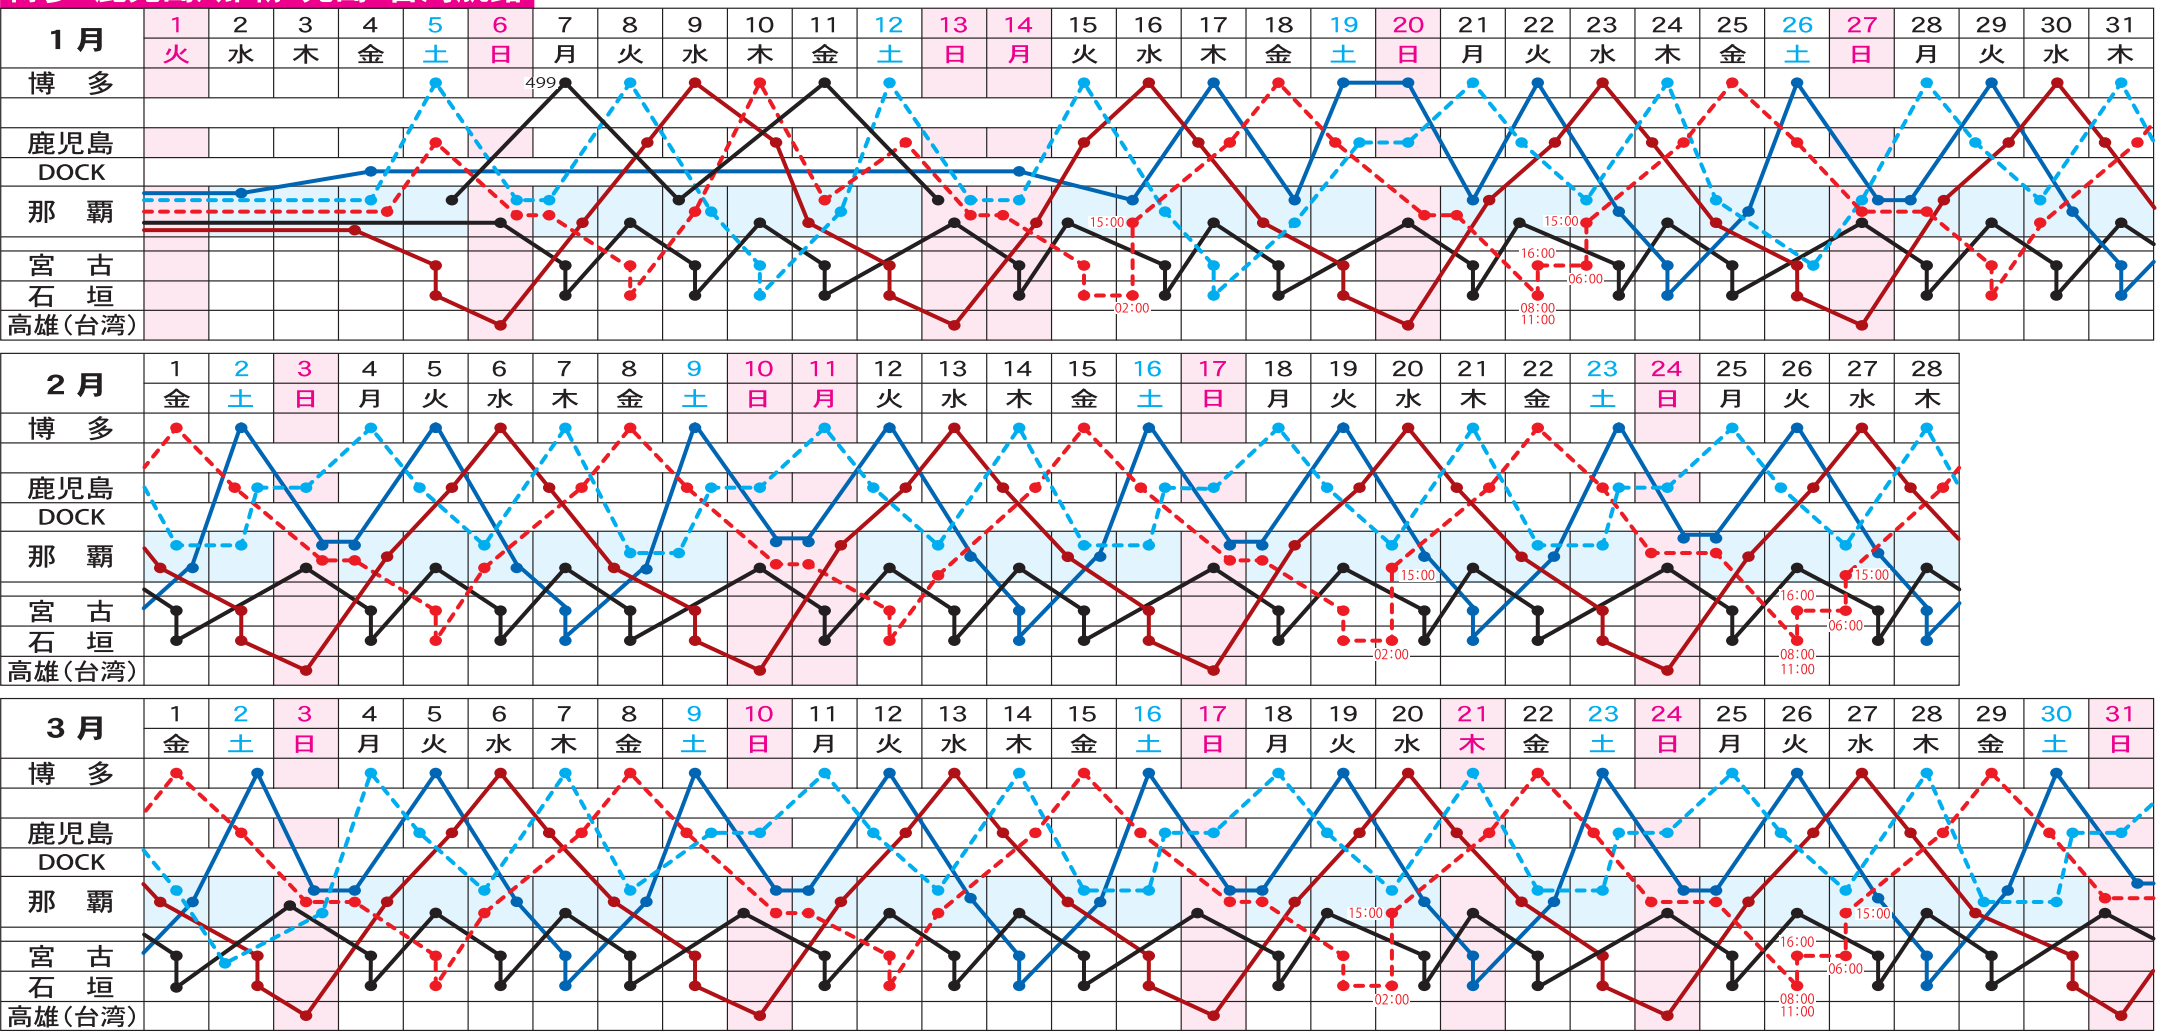 1月 1 2 3 4 5 6 7 8 9 10 11 12 13 14 15 16 17 18 19 20 21 22 23 24 25 26 27 28 29 30 31
火 水 木 金 土 日 月 火 水 木 金 土 日 月 火 水 木 金 土 日 月 火 水 木 金 土 日 月 火 水 木
博多
499
鹿児島
DOCK
那覇
15:00 15:00
16:00
宮古
06:00
石垣
02:00 08:00
11:00
高雄(台湾)
2月 1 2 3 4 5 6 7 8 9 10 11 12 13 14 15 16 17 18 19 20 21 22 23 24 25 26 27 28
金 土 日 月 火 水 木 金 土 日 月 火 水 木 金 土 日 月 火 水 木 金 土 日 月 火 水 木
博多
鹿児島
DOCK
那覇
15:00 15:00
16:00
宮古
06:00
石垣
02:00 08:00
11:00
高雄(台湾)
3月 1 2 3 4 5 6 7 8 9 10 11 12 13 14 15 16 17 18 19 20 21 22 23 24 25 26 27 28 29 30 31
金 土 日 月 火 水 木 金 土 日 月 火 水 木 金 土 日 月 火 水 木 金 土 日 月 火 水 木 金 土 日
博多
鹿児島
DOCK
那覇
15:00 15:00
16:00
宮古
06:00
石垣
02:00 08:00
11:00
高雄(台湾)